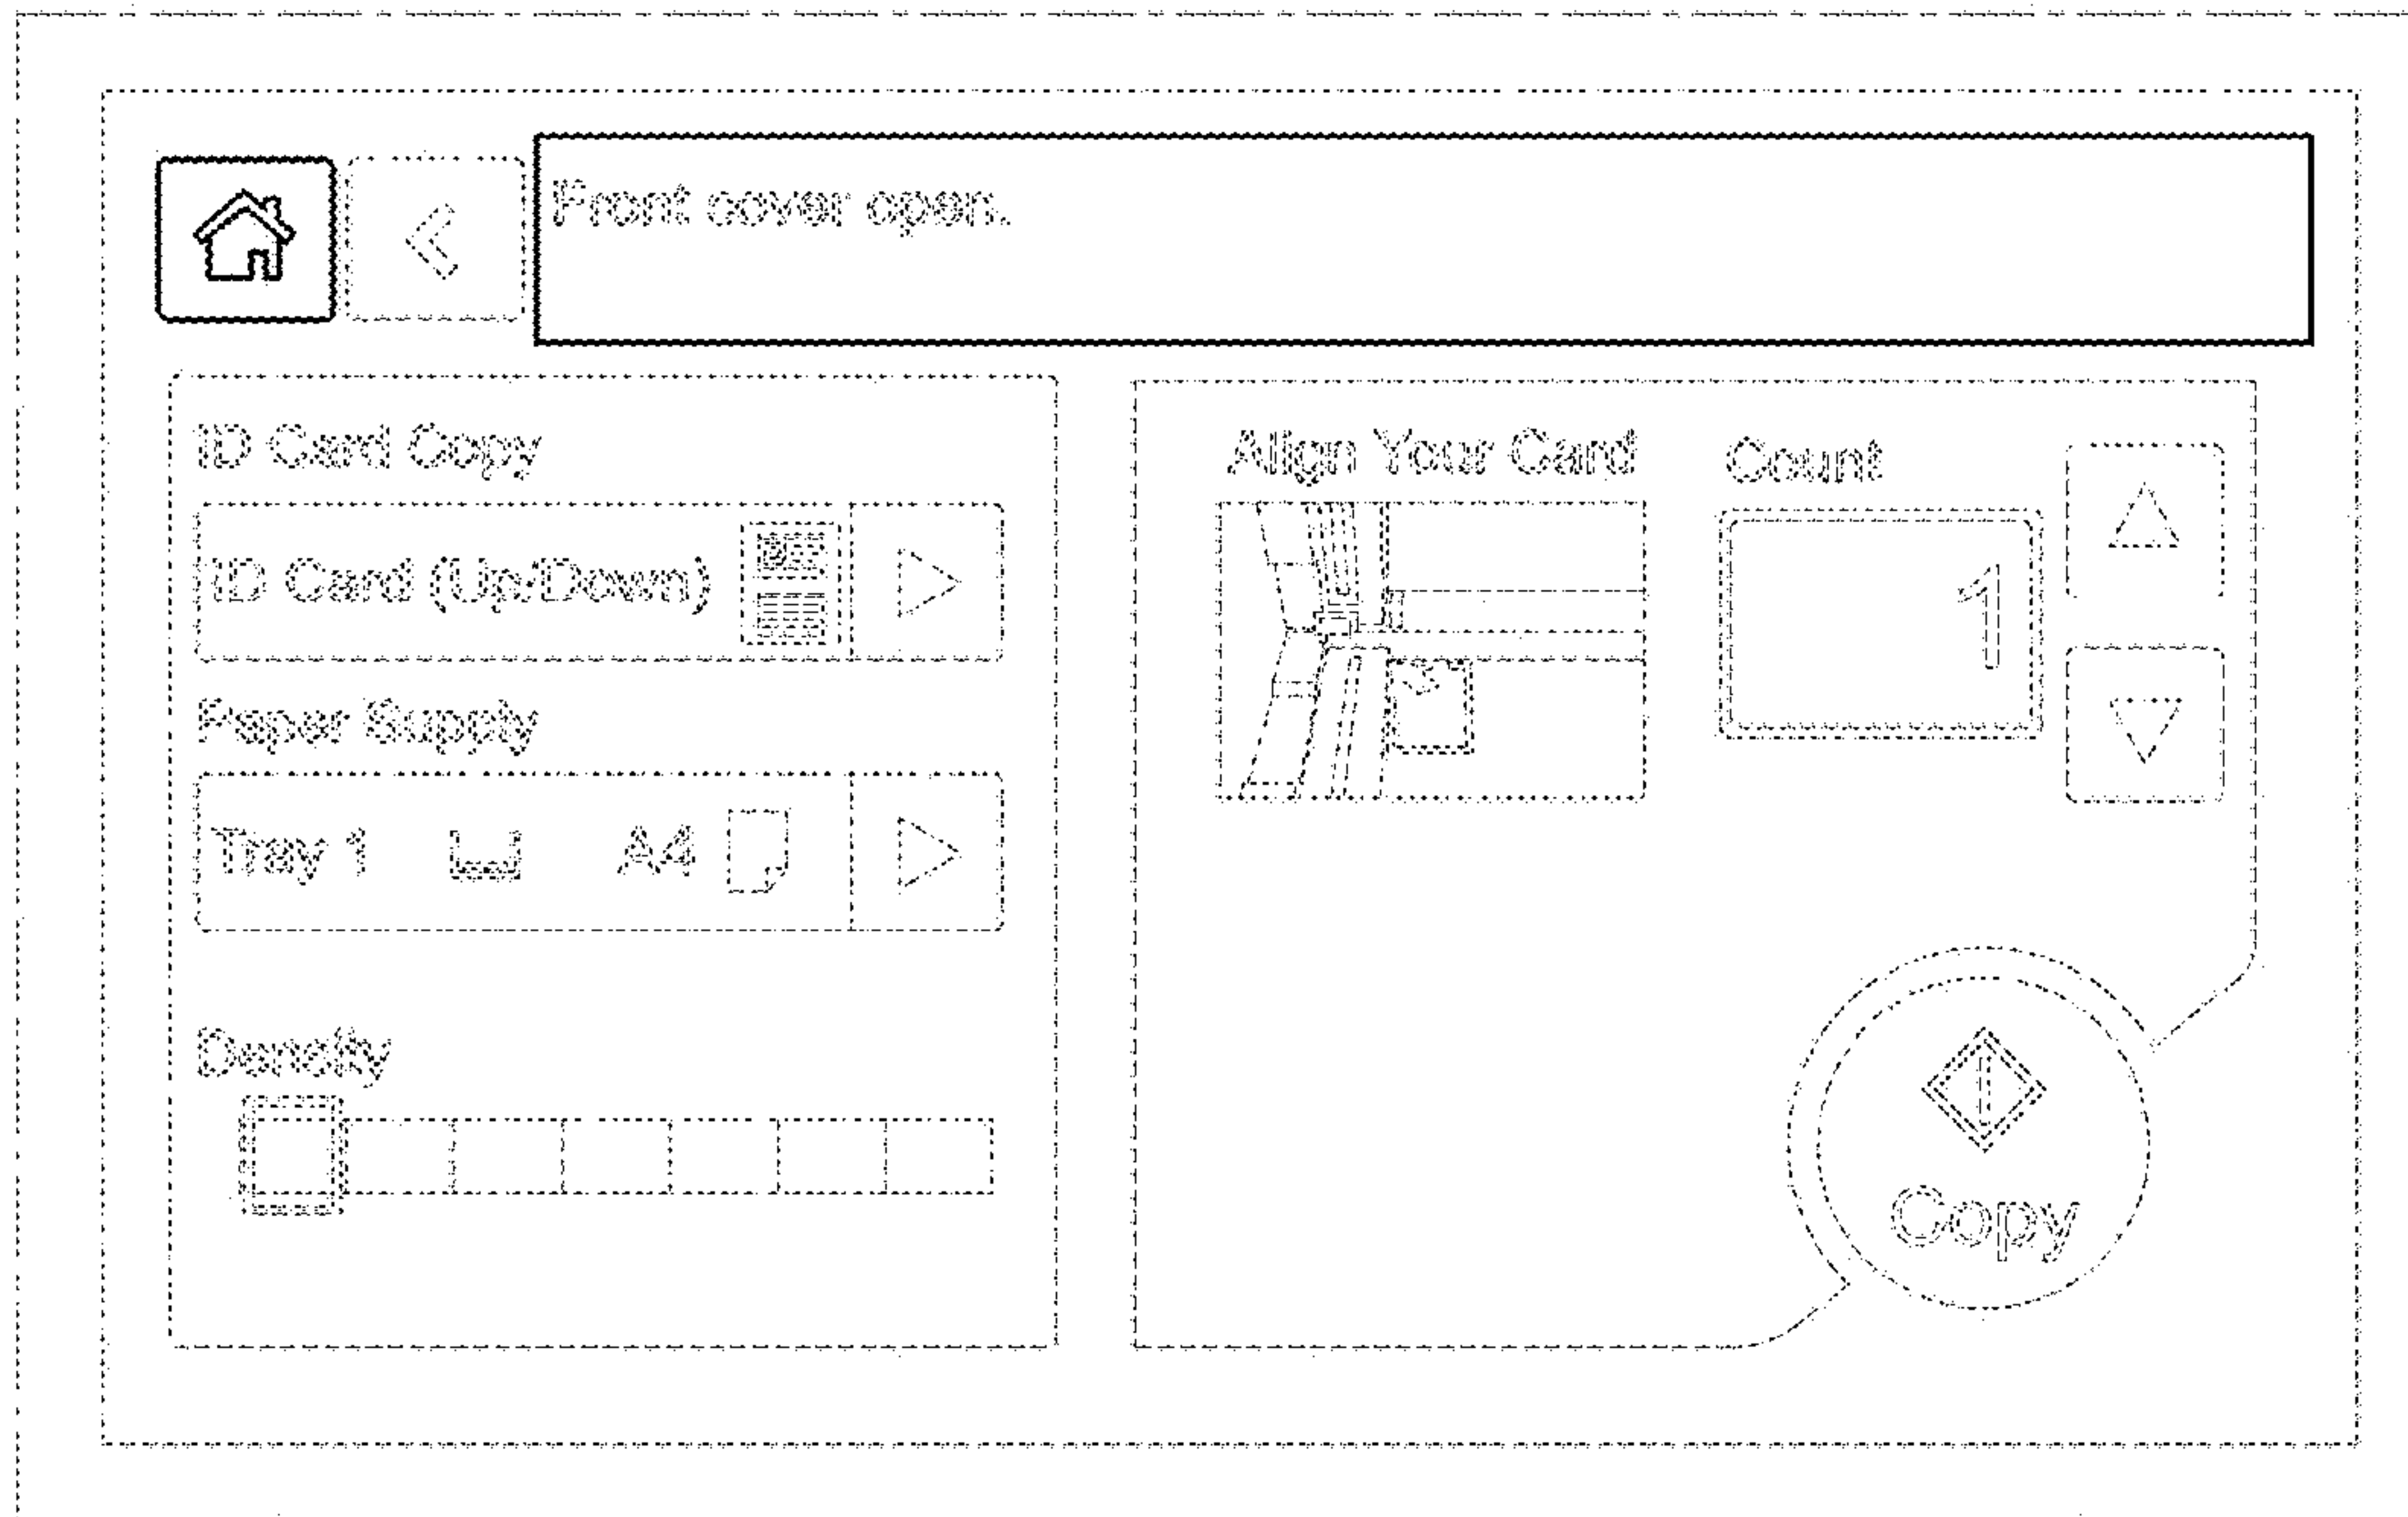 Front cover open.
ID Card Copy
ID Card (Up/Down)
Paper Supply
Tray 1 A4
Density
Align Your Card
Count
1
Copy